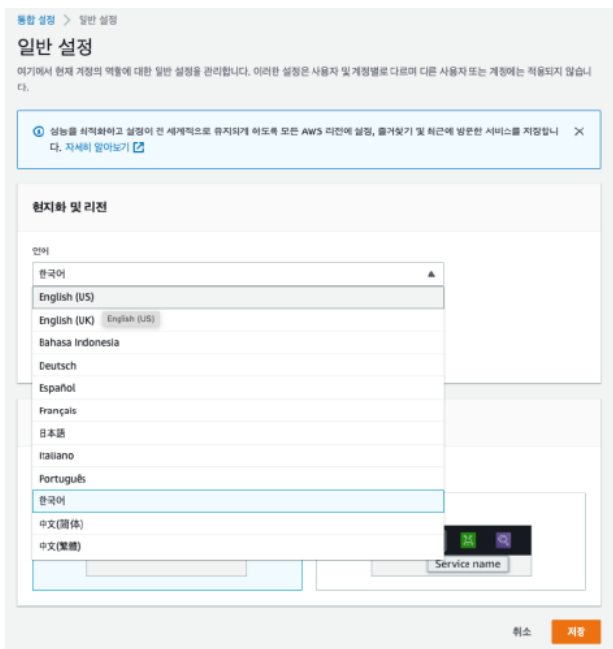 통합 설정 > 일반 설정
일반 설정
여기에서 현재 계정의 역할에 대한 일반 설정을 관리합니다. 이러한 설정은 사용자 및 계정별로 다르며 다른 사용자 또는 계정에는 적용되지 않습니
다.
성능을 최적화하고 설정이 전 세계적으로 유지되게 하도록 모든 AWS 리전에 설정, 즐겨찾기 및 최근에 방문한 서비스를 저장합니
다. 자세히 알아보기
현지화 및 리전
언어
한국어
English (US)
English (UK) English (US)
Bahasa Indonesia
Deutsch
Español
Français
日本語
Italiano
Português
한국어
中文(简体)
中文(繁體)
Service name
취소 저장